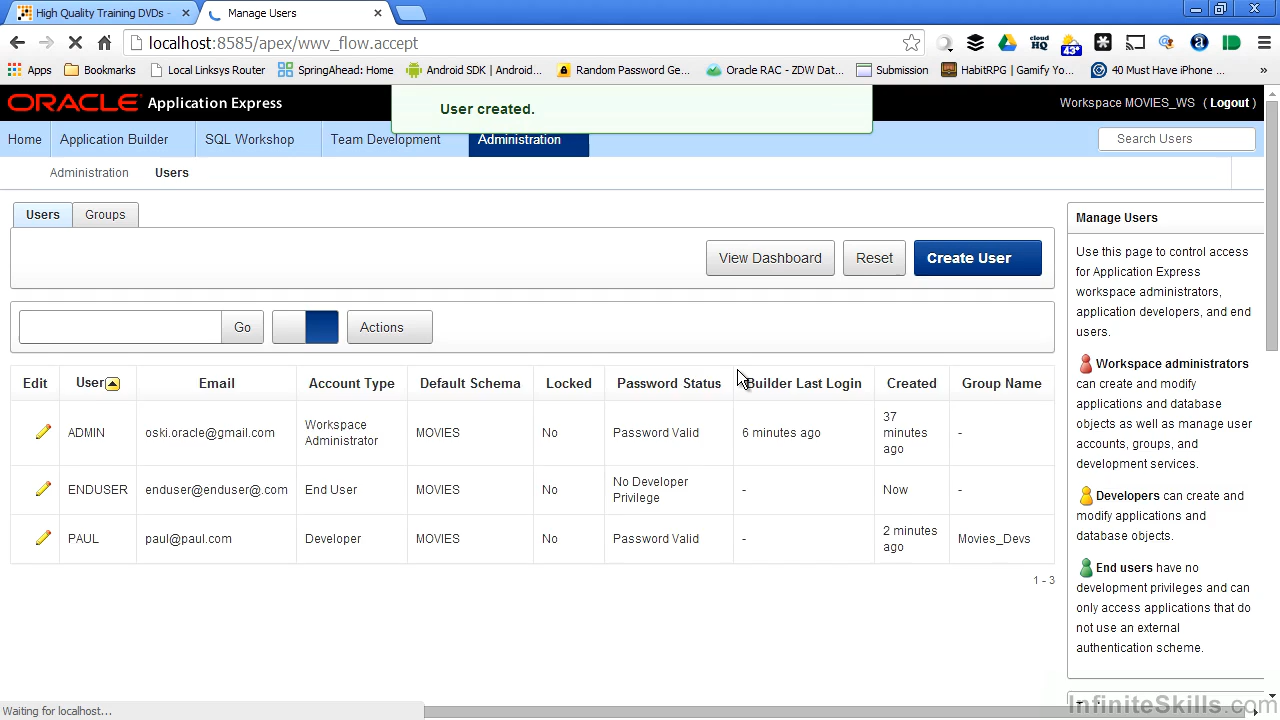 High Quality Training DVDs -
Manage Users
localhost:8585/apex/wwv_flow.accept
43°
Apps
Bookmarks
Local Linksys Router
SpringAhead: Home
Android SDK | Android...
Random Password Ge...
Oracle RAC - ZDW Dat...
Submission
HabitRPG | Gamify Yo...
40 Must Have iPhone ...
»
ORACLE Application Express
User created.
Workspace MOVIES_WS ( Logout )
Home
Application Builder
SQL Workshop
Team Development
Administration
Search Users
Administration
Users
Users
Groups
View Dashboard
Reset
Create User
Go
Actions
Edit User Email Account Type Default Schema Locked Password Status Builder Last Login Created Group Name
ADMIN oski.oracle@gmail.com Workspace Administrator MOVIES No Password Valid 6 minutes ago 37 minutes ago -
ENDUSER enduser@enduser@.com End User MOVIES No No Developer Privilege - Now -
PAUL paul@paul.com Developer MOVIES No Password Valid - 2 minutes ago Movies_Devs
1 - 3
Manage Users
Use this page to control access
for Application Express
workspace administrators,
application developers, and end
users.
Workspace administrators
can create and modify
applications and database
objects as well as manage user
accounts, groups, and
development services.
Developers can create and
modify applications and
database objects.
End users have no
development privileges and can
only access applications that do
not use an external
authentication scheme.
Waiting for localhost...
InfiniteSkills.com